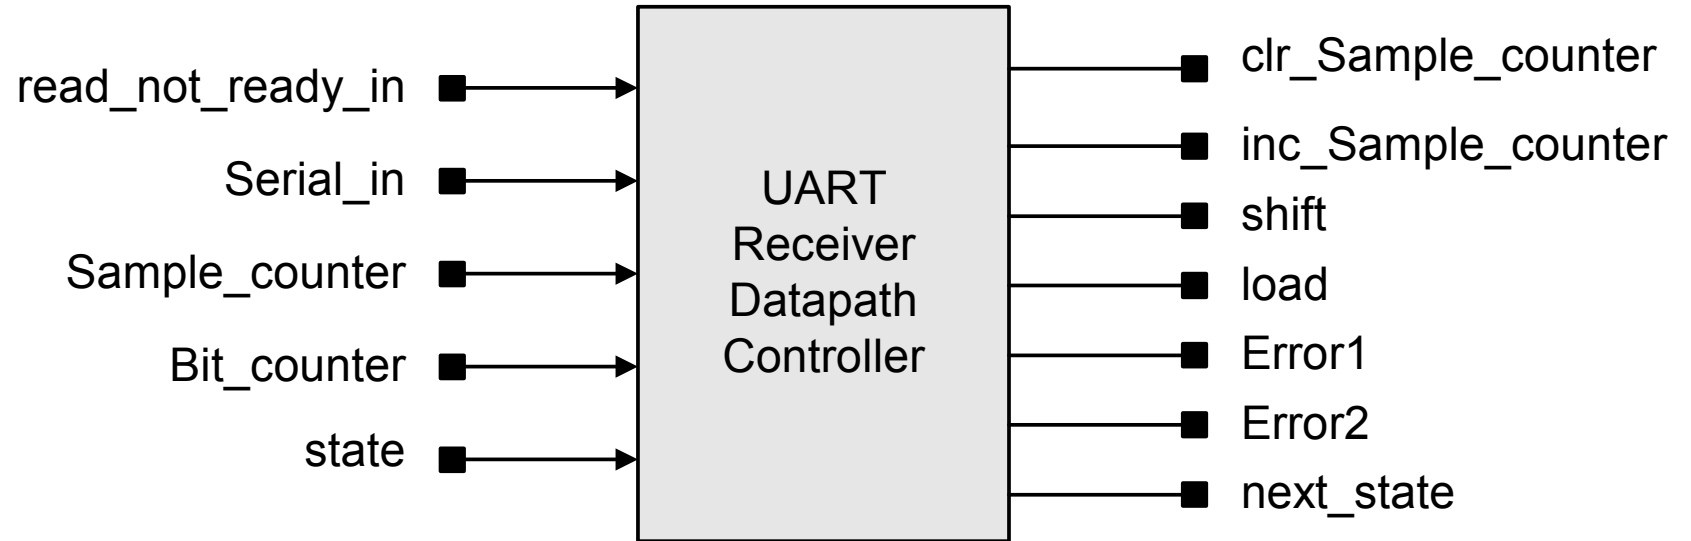 read_not_ready_in
Serial_in
Sample_counter
Bit_counter
state
UART
Receiver
Datapath
Controller
clr_Sample_counter
inc_Sample_counter
shift
load
Error1
Error2
next_state